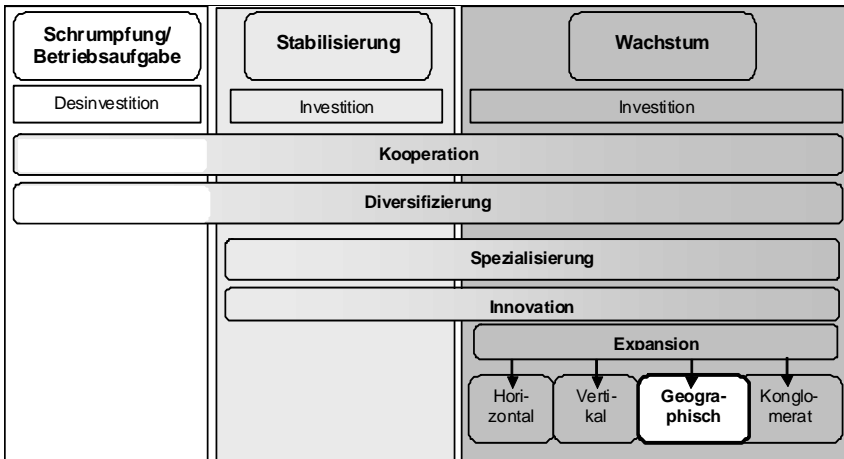 Schrumpfung/
Betriebsaufgabe
Stabilisierung
Wachstum
Desinvestition
Investition
Investition
Kooperation
Diversifizierung
Spezialisierung
Innovation
Expansion
Hori-
zontal
Verti-
kal
Geogra-
phisch
Konglo-
merat